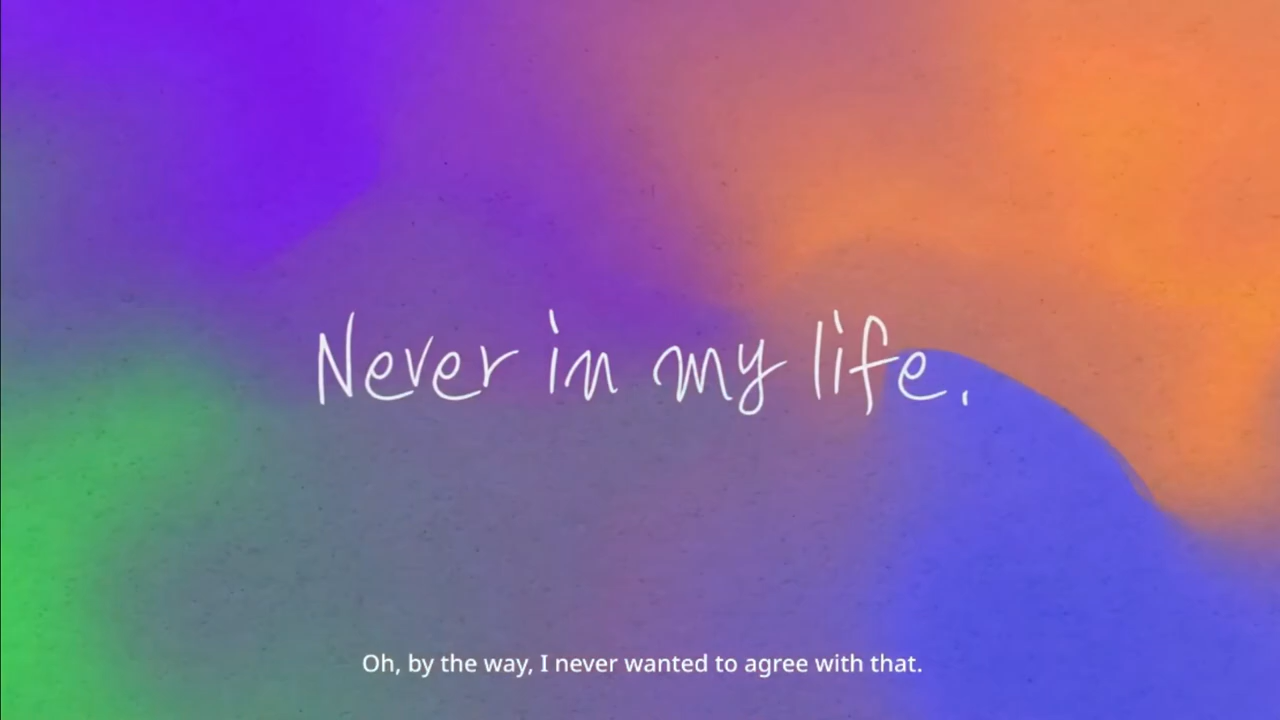 Never in my life.
Oh, by the way, I never wanted to agree with that.